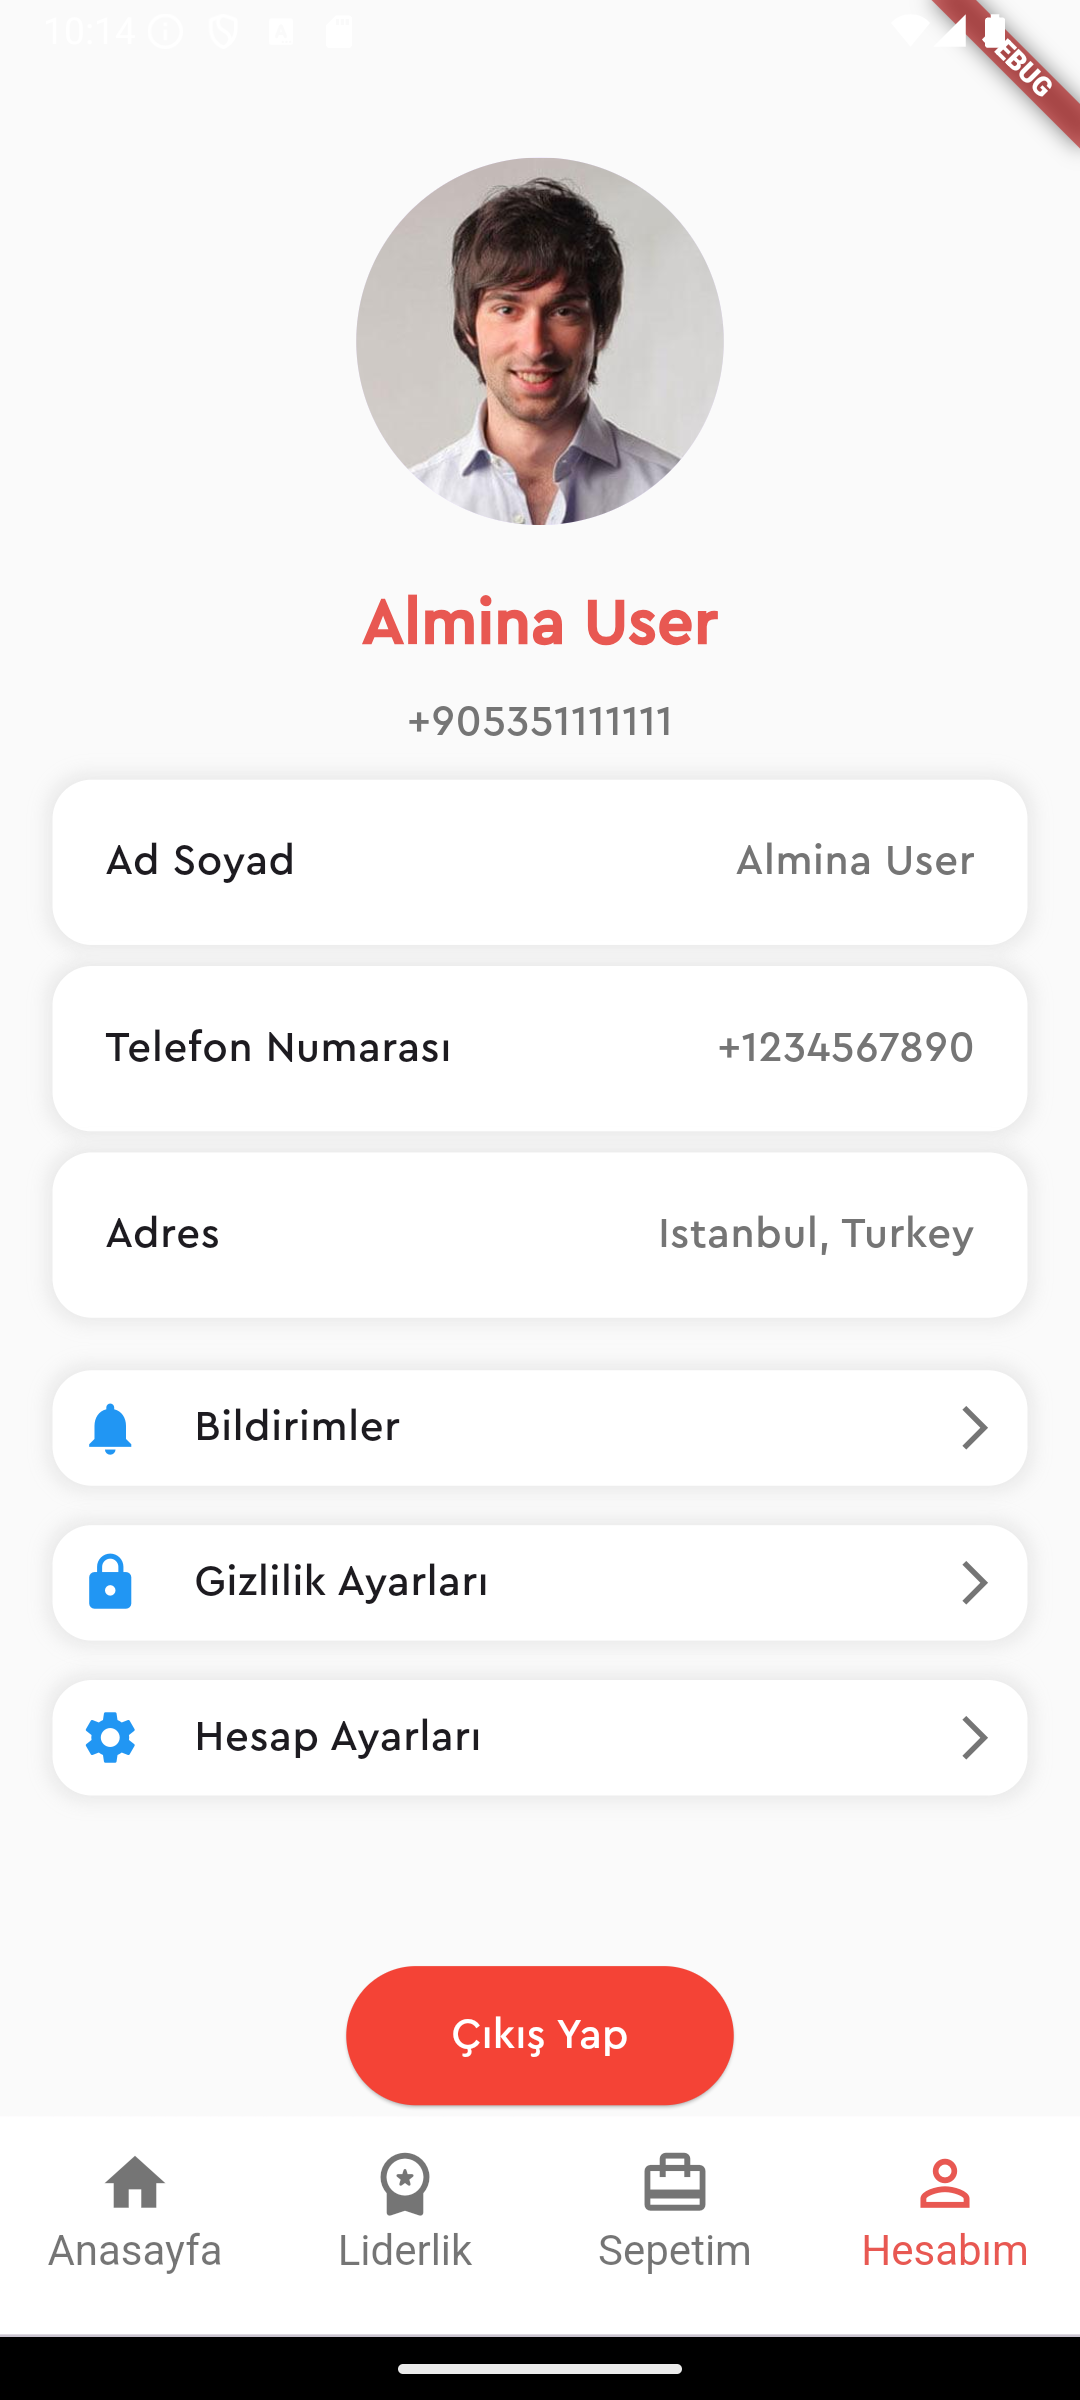 10:14
EBUG
Almina User
+905351111111
Ad Soyad Almina User
Telefon Numarası +1234567890
Adres Istanbul, Turkey
Bildirimler
Gizlilik Ayarları
Hesap Ayarları
Çıkış Yap
Anasayfa Liderlik Sepetim Hesabım